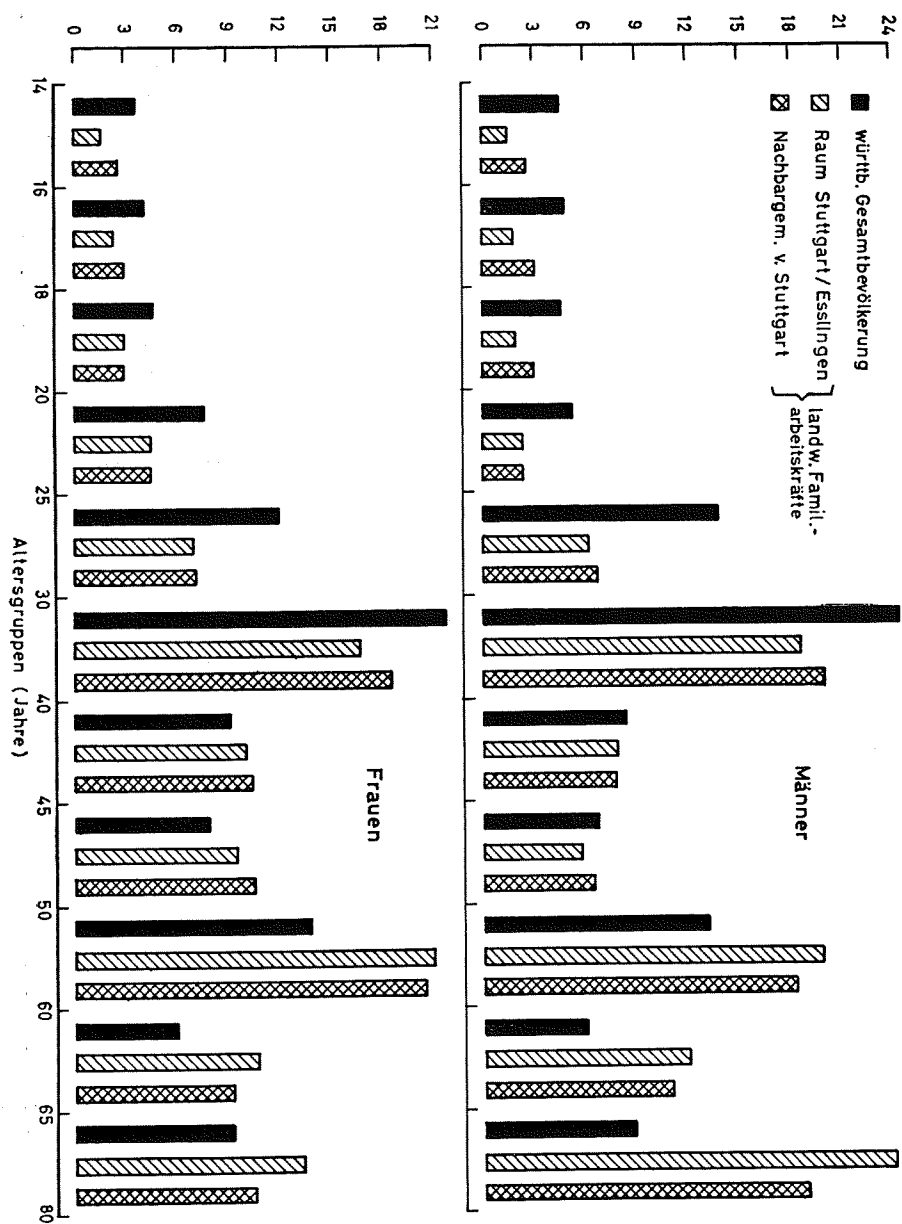 0 3 6 9 12 15 18 21 24
württb. Gesamtbevölkerung
Raum Stuttgart / Esslingen
Nachbargem. v. Stuttgart
landw. Famil.-
arbeitskräfte
Männer
0 3 6 9 12 15 18 21
Frauen
14 16 18 20 25 30 40 45 50 60 65 80
Altersgruppen (Jahre)